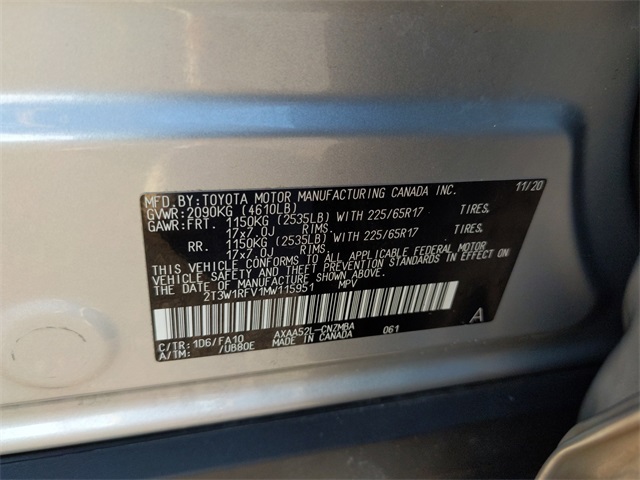 MFD.BY:TOYOTA MOTOR MANUFACTURING CANADA INC. 11/20
GVWR:2090KG (4610LB)
GAWR:FRT. 1150KG (2535LB) WITH 225/65R17 TIRES,
17x7.0J RIMS.
RR. 1150KG (2535LB) WITH 225/65R17 TIRES,
17x7.0J RIMS.
THIS VEHICLE CONFORMS TO ALL APPLICABLE FEDERAL MOTOR
VEHICLE SAFETY AND THEFT PREVENTION STANDARDS IN EFFECT ON
THE DATE OF MANUFACTURE SHOWN ABOVE.
2T3W1RFV1MW115951 MPV
C/TR:1D6/FA10 AXAA52L-CNZMBA 061 A
A/TM: /UB80E MADE IN CANADA